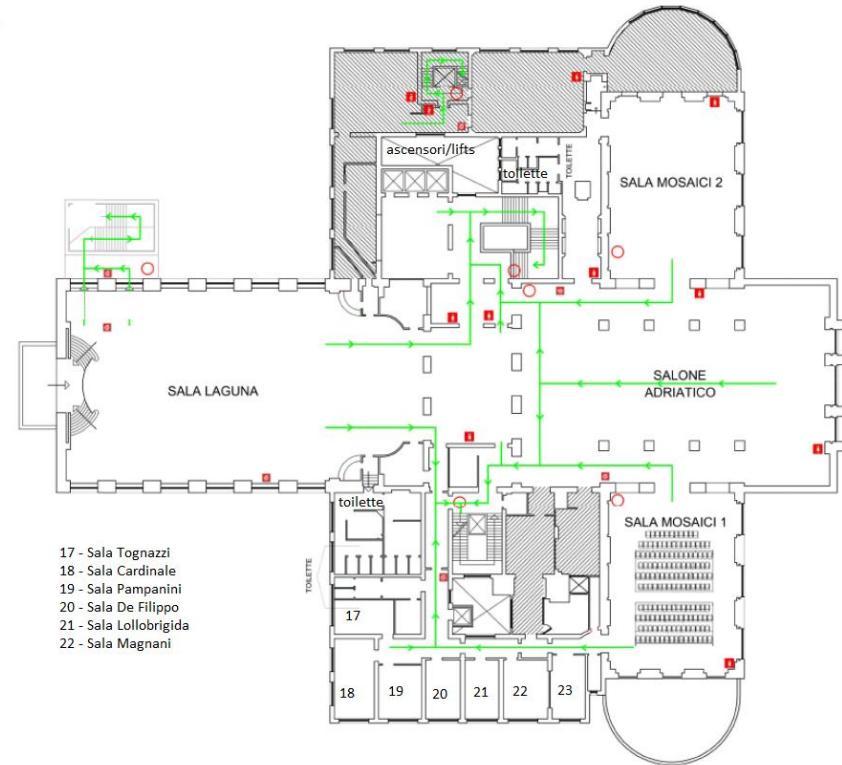 ascensori/lifts
toilette
TOILETTE
SALA MOSAICI 2
SALA LAGUNA
SALONE
ADRIATICO
toilette
SALA MOSAICI 1
TOILETTE
17 - Sala Tognazzi
18 - Sala Cardinale
19 - Sala Pampanini
20 - Sala De Filippo
21 - Sala Lollobrigida
22 - Sala Magnani
17
18
19
20
21
22
23